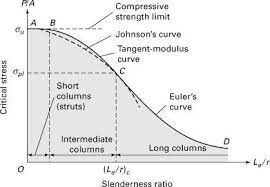 P/A
Compressive
strength limit
Johnson's curve
Tangent-modulus
curve
A B
σu
σpl
C
Euler's
curve
Critical stress
Short
columns
(struts)
D
Intermediate
columns
Long columns
O
(Le/r)c
Le/r
Slenderness ratio